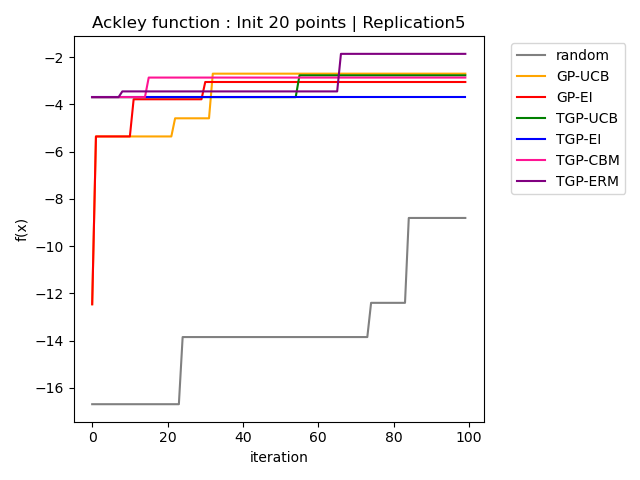 Ackley function : Init 20 points | Replication5
f(x)
−2
−4
−6
−8
−10
−12
−14
−16
0 20 40 60 80 100
iteration
random
GP-UCB
GP-EI
TGP-UCB
TGP-EI
TGP-CBM
TGP-ERM